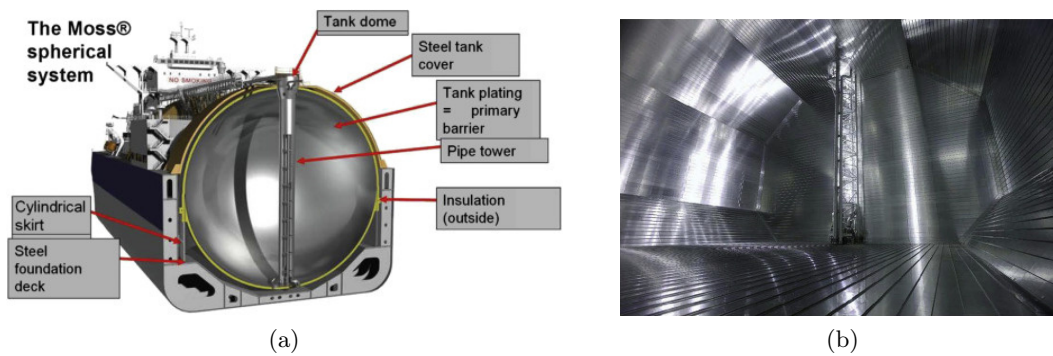 The Moss®
spherical
system
NO SMOKING
Tank dome
Steel tank
cover
Tank plating
= primary
barrier
Pipe tower
Insulation
(outside)
Cylindrical
skirt
Steel
foundation
deck
(a)
(b)